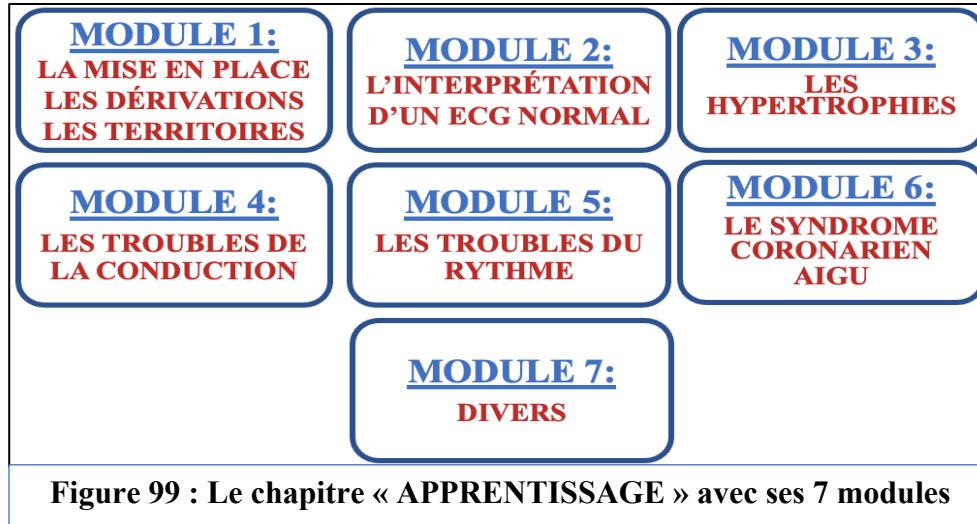 MODULE 1:
LA MISE EN PLACE
LES DÉRIVATIONS
LES TERRITOIRES
MODULE 2:
L’INTERPRÉTATION
D’UN ECG NORMAL
MODULE 3:
LES
HYPERTROPHIES
MODULE 4:
LES TROUBLES DE
LA CONDUCTION
MODULE 5:
LES TROUBLES DU
RYTHME
MODULE 6:
LE SYNDROME
CORONARIEN
AIGU
MODULE 7:
DIVERS
Figure 99 : Le chapitre « APPRENTISSAGE » avec ses 7 modules